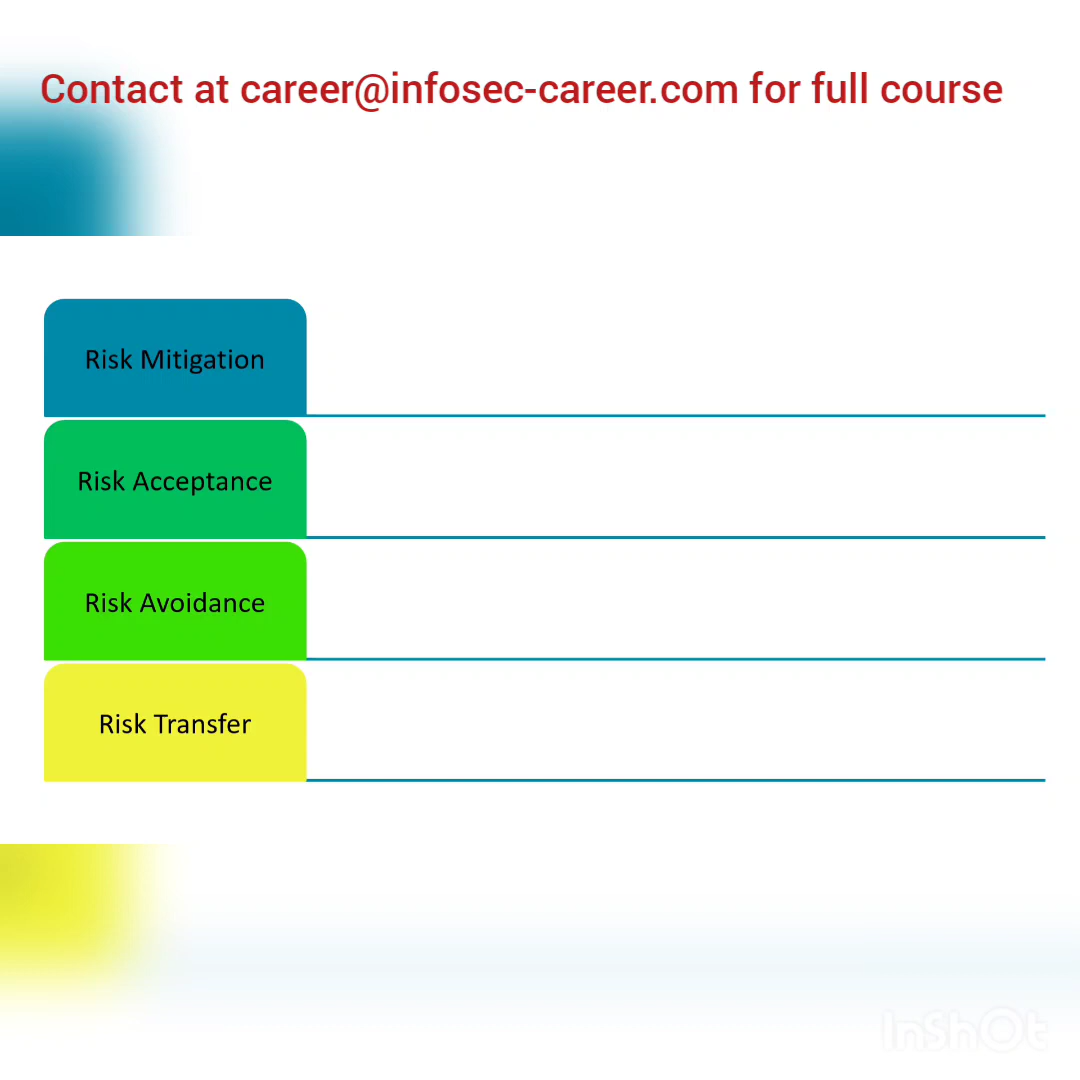 Contact at career@infosec-career.com for full course
Risk Mitigation
Risk Acceptance
Risk Avoidance
Risk Transfer
InShOt